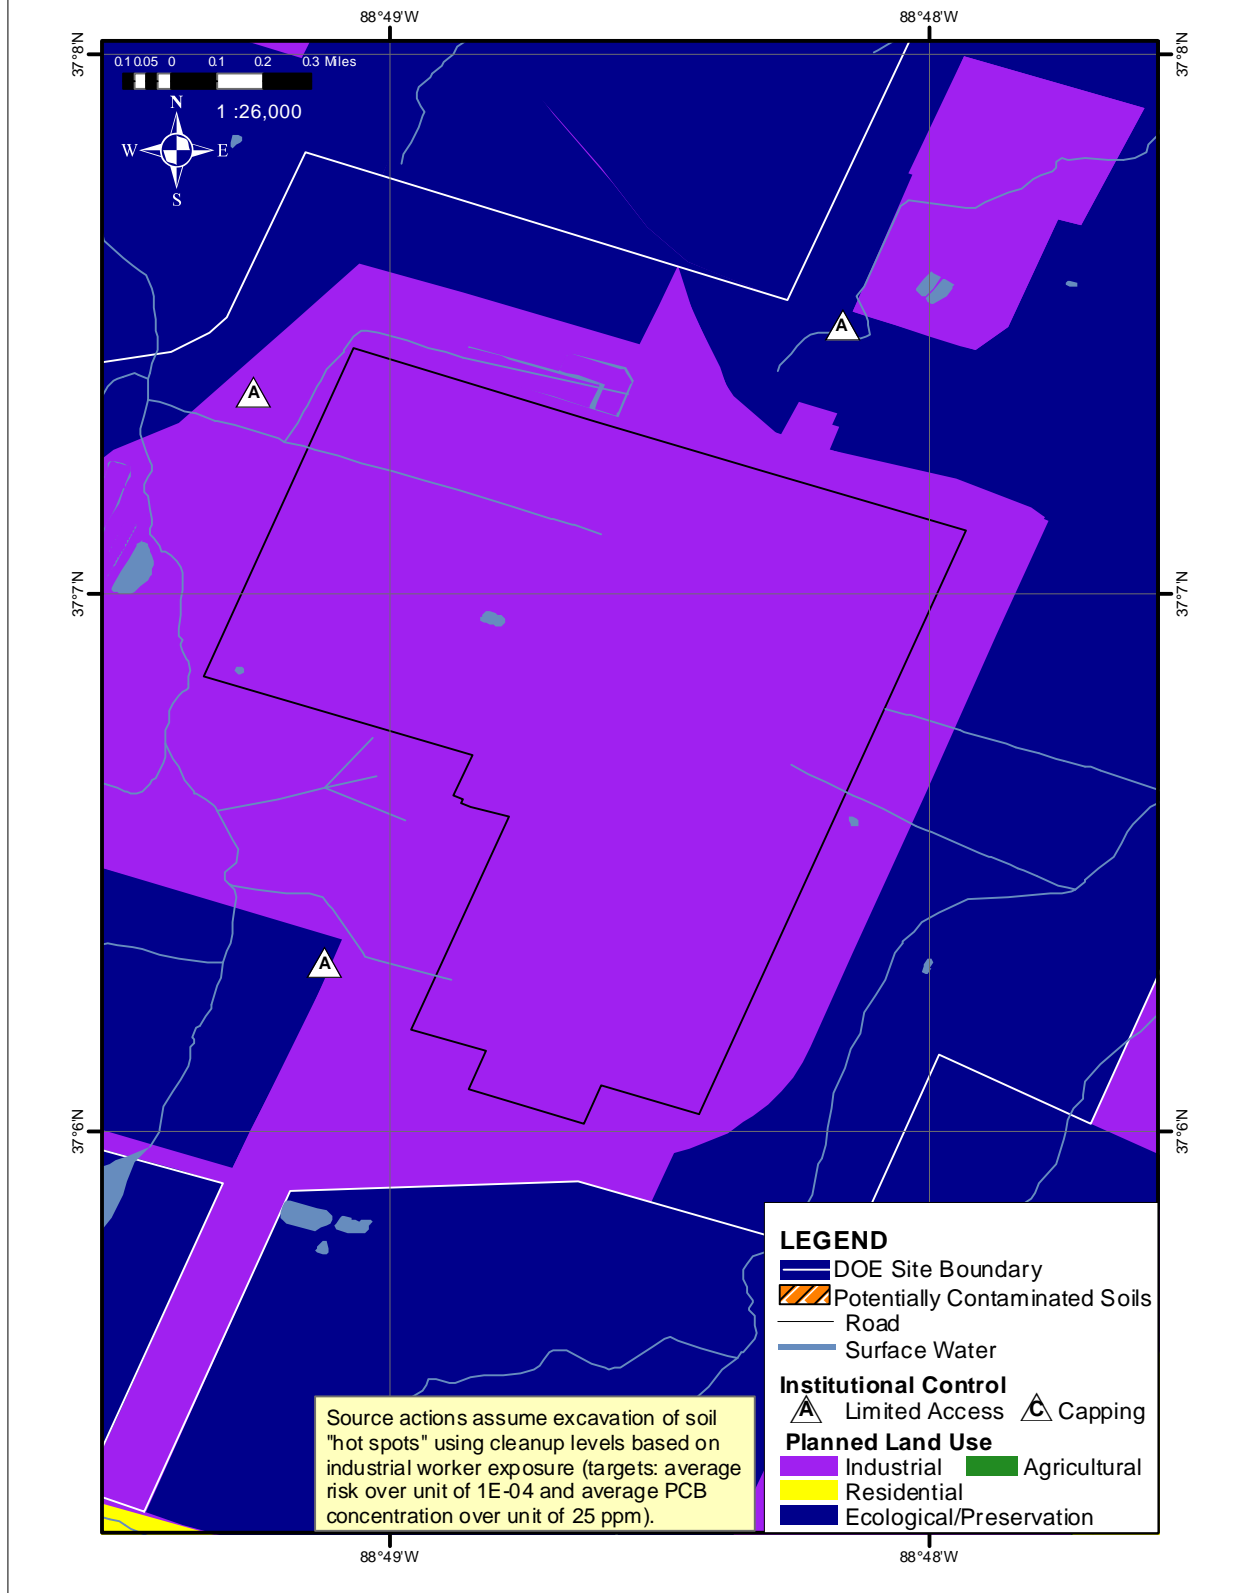 88°49'W 88°48'W
37°8'N 37°8'N
0.1 0.05 0 0.1 0.2 0.3 Miles
1 :26,000
N
W E
S
A
A
37°7'N 37°7'N
A
37°6'N 37°6'N
LEGEND
DOE Site Boundary
Potentially Contaminated Soils
Road
Surface Water
Institutional Control
A Limited Access C Capping
Planned Land Use
Industrial Agricultural
Residential
Ecological/Preservation
Source actions assume excavation of soil
"hot spots" using cleanup levels based on
industrial worker exposure (targets: average
risk over unit of 1E-04 and average PCB
concentration over unit of 25 ppm).
88°49'W 88°48'W